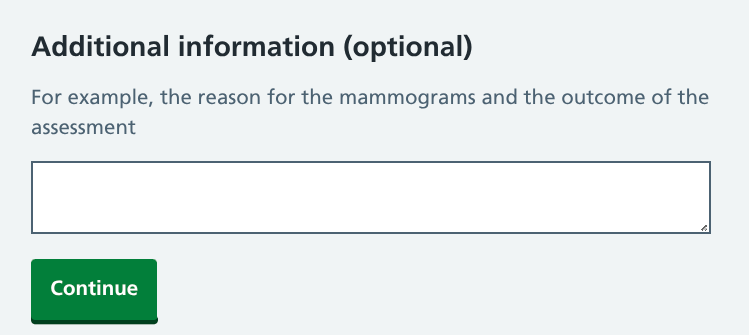 Additional information (optional)
For example, the reason for the mammograms and the outcome of the
assessment
Continue